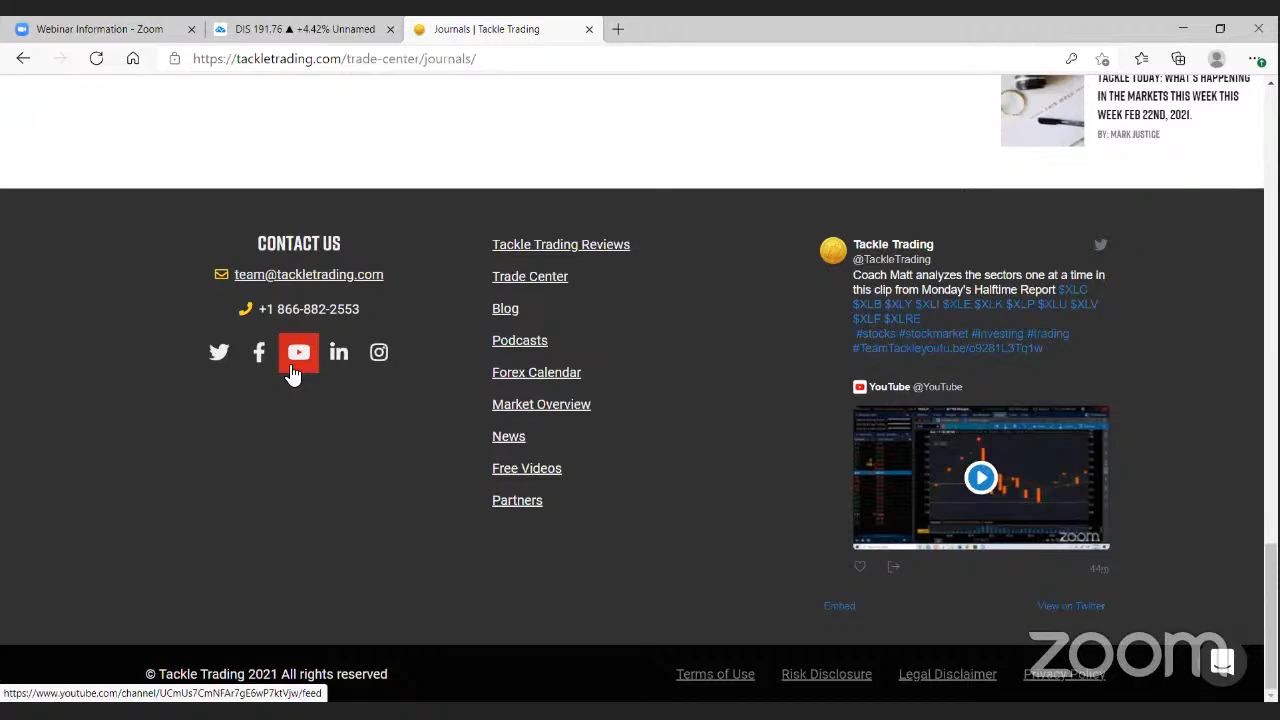 Webinar Information - Zoom
DIS 191.76 ▲ +4.42% Unnamed
Journals | Tackle Trading
https://tackletrading.com/trade-center/journals/
TACKLE TODAY: WHAT'S HAPPENING
IN THE MARKETS THIS WEEK THIS
WEEK FEB 22ND, 2021.
BY: MARK JUSTICE
CONTACT US
team@tackletrading.com
+1 866-882-2553
Tackle Trading Reviews
Trade Center
Blog
Podcasts
Forex Calendar
Market Overview
News
Free Videos
Partners
Tackle Trading
@TackleTrading
Coach Matt analyzes the sectors one at a time in
this clip from Monday's Halftime Report $XLC
$XLB $XLY $XLI $XLE $XLK $XLP $XLU $XLV
$XLF $XLRE
#stocks #stockmarket #investing #trading
#TeamTackleyoutu.be/o9281L3Tq1w
YouTube @YouTube
zoom
44m
Embed
View on Twitter
© Tackle Trading 2021 All rights reserved
Terms of Use
Risk Disclosure
Legal Disclaimer
Privacy Policy
zoom
https://www.youtube.com/channel/UCmUs7CmNFAr7gE6wP7ktVjw/feed